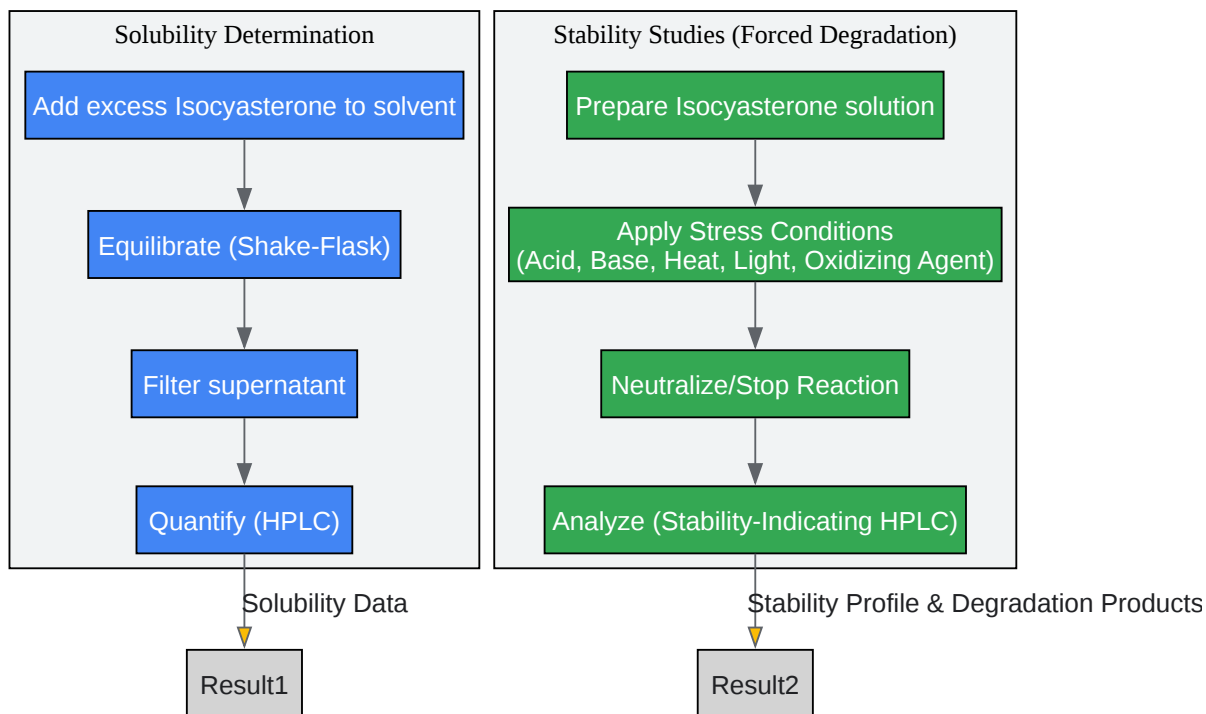 Solubility Determination
Add excess Isocyasterone to solvent
Equilibrate (Shake-Flask)
Filter supernatant
Quantify (HPLC)
Solubility Data
Result1
Stability Studies (Forced Degradation)
Prepare Isocyasterone solution
Apply Stress Conditions
(Acid, Base, Heat, Light, Oxidizing Agent)
Neutralize/Stop Reaction
Analyze (Stability-Indicating HPLC)
Stability Profile & Degradation Products
Result2